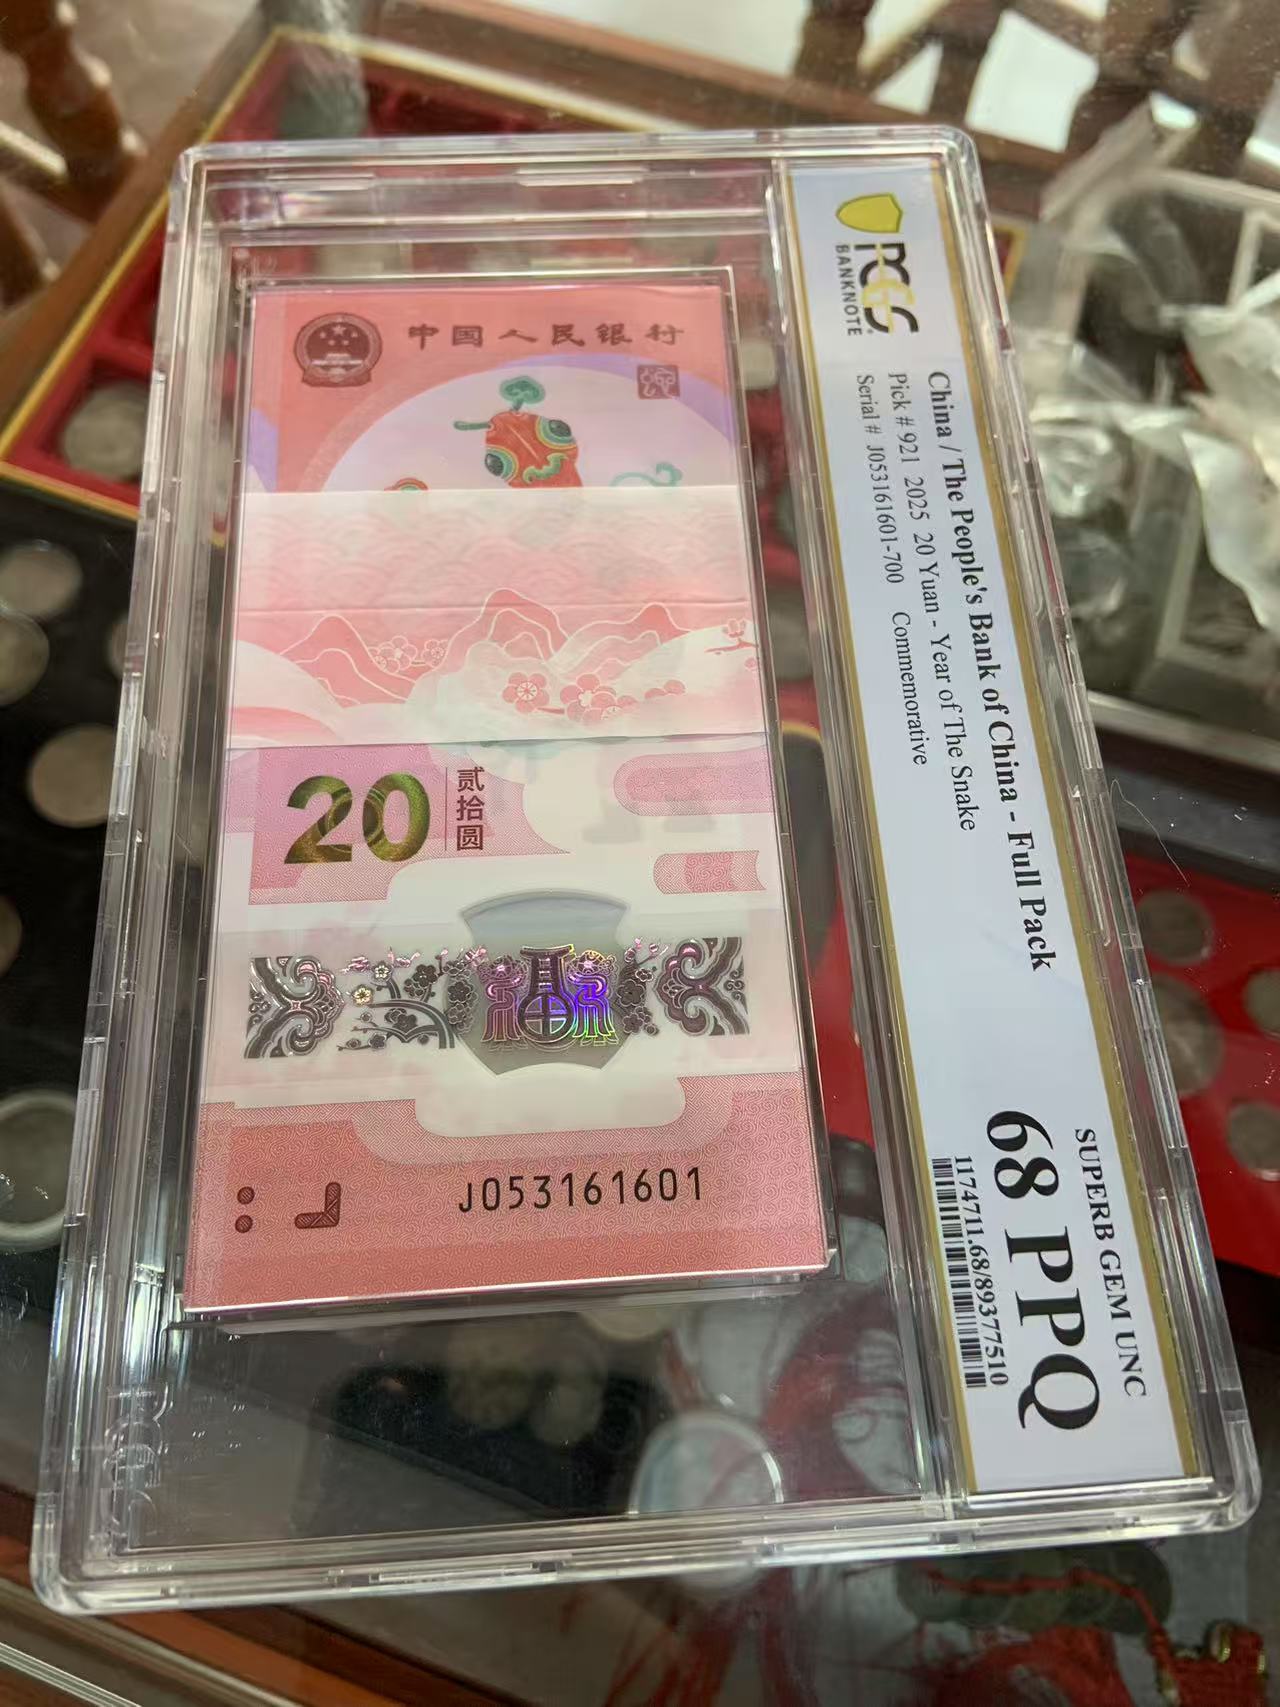 中国人民银行
20
贰拾圆
J053161601
PCGS
BANKNOTE
China / The People's Bank of China - Full Pack
Pick # 921 2025 20 Yuan - Year of The Snake
Serial # J053161601-700 Commemorative
SUPERB GEM UNC
68 PPQ
1174711.68/89377510